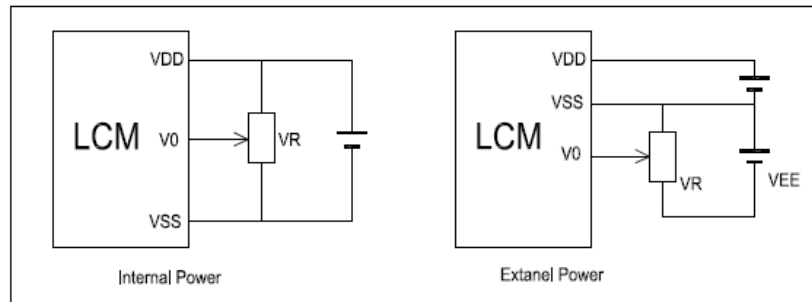 VDD
LCM
V0
VR
VSS
Internal Power
VDD
VSS
LCM
V0
VR
VEE
Extanel Power